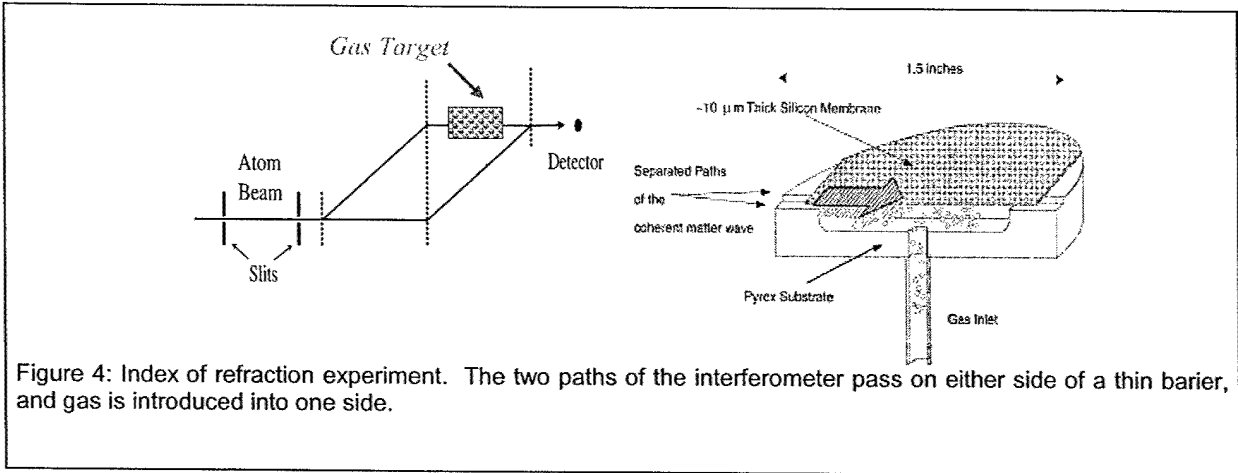 Gas Target
Atom
Beam
Slits
Detector
1.5 inches
~10 μm Thick Silicon Membrane
Separated Paths
of the
coherent matter wave
Pyrex Substrate
Gas Inlet
Figure 4: Index of refraction experiment. The two paths of the interferometer pass on either side of a thin barier,
and gas is introduced into one side.